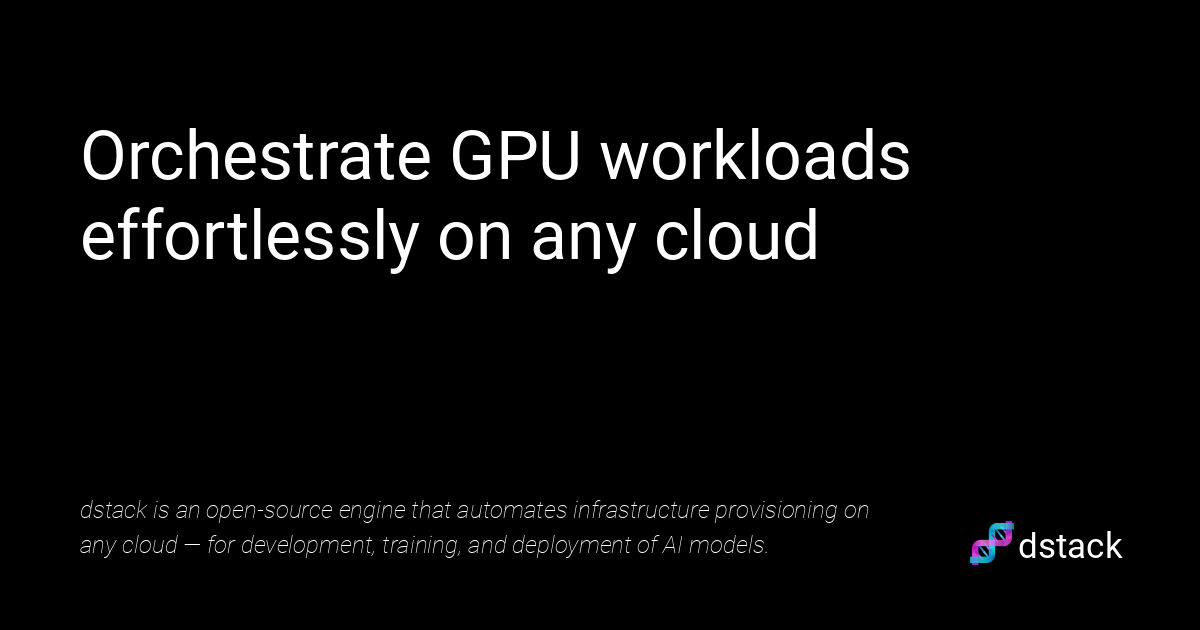 Orchestrate GPU workloads
effortlessly on any cloud
dstack is an open-source engine that automates infrastructure provisioning on
any cloud — for development, training, and deployment of AI models.
dstack